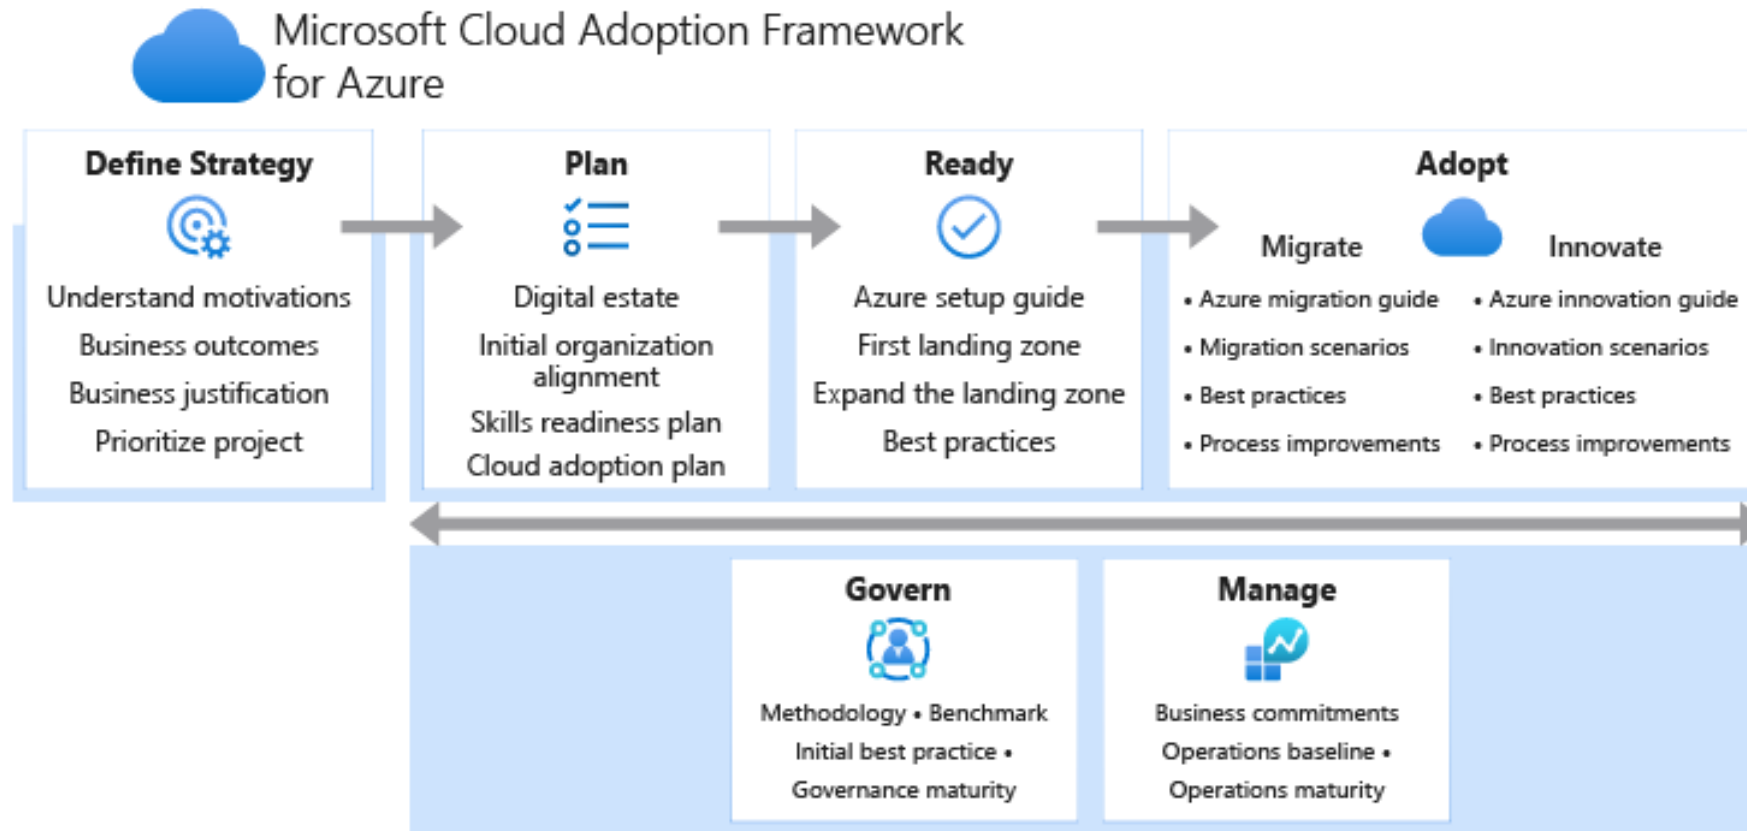 Microsoft Cloud Adoption Framework
for Azure
Define Strategy
Understand motivations
Business outcomes
Business justification
Prioritize project
Plan
Digital estate
Initial organization
alignment
Skills readiness plan
Cloud adoption plan
Ready
Azure setup guide
First landing zone
Expand the landing zone
Best practices
Adopt
Migrate
• Azure migration guide
• Migration scenarios
• Best practices
• Process improvements
Innovate
• Azure innovation guide
• Innovation scenarios
• Best practices
• Process improvements
Govern
Methodology • Benchmark
Initial best practice •
Governance maturity
Manage
Business commitments
Operations baseline •
Operations maturity